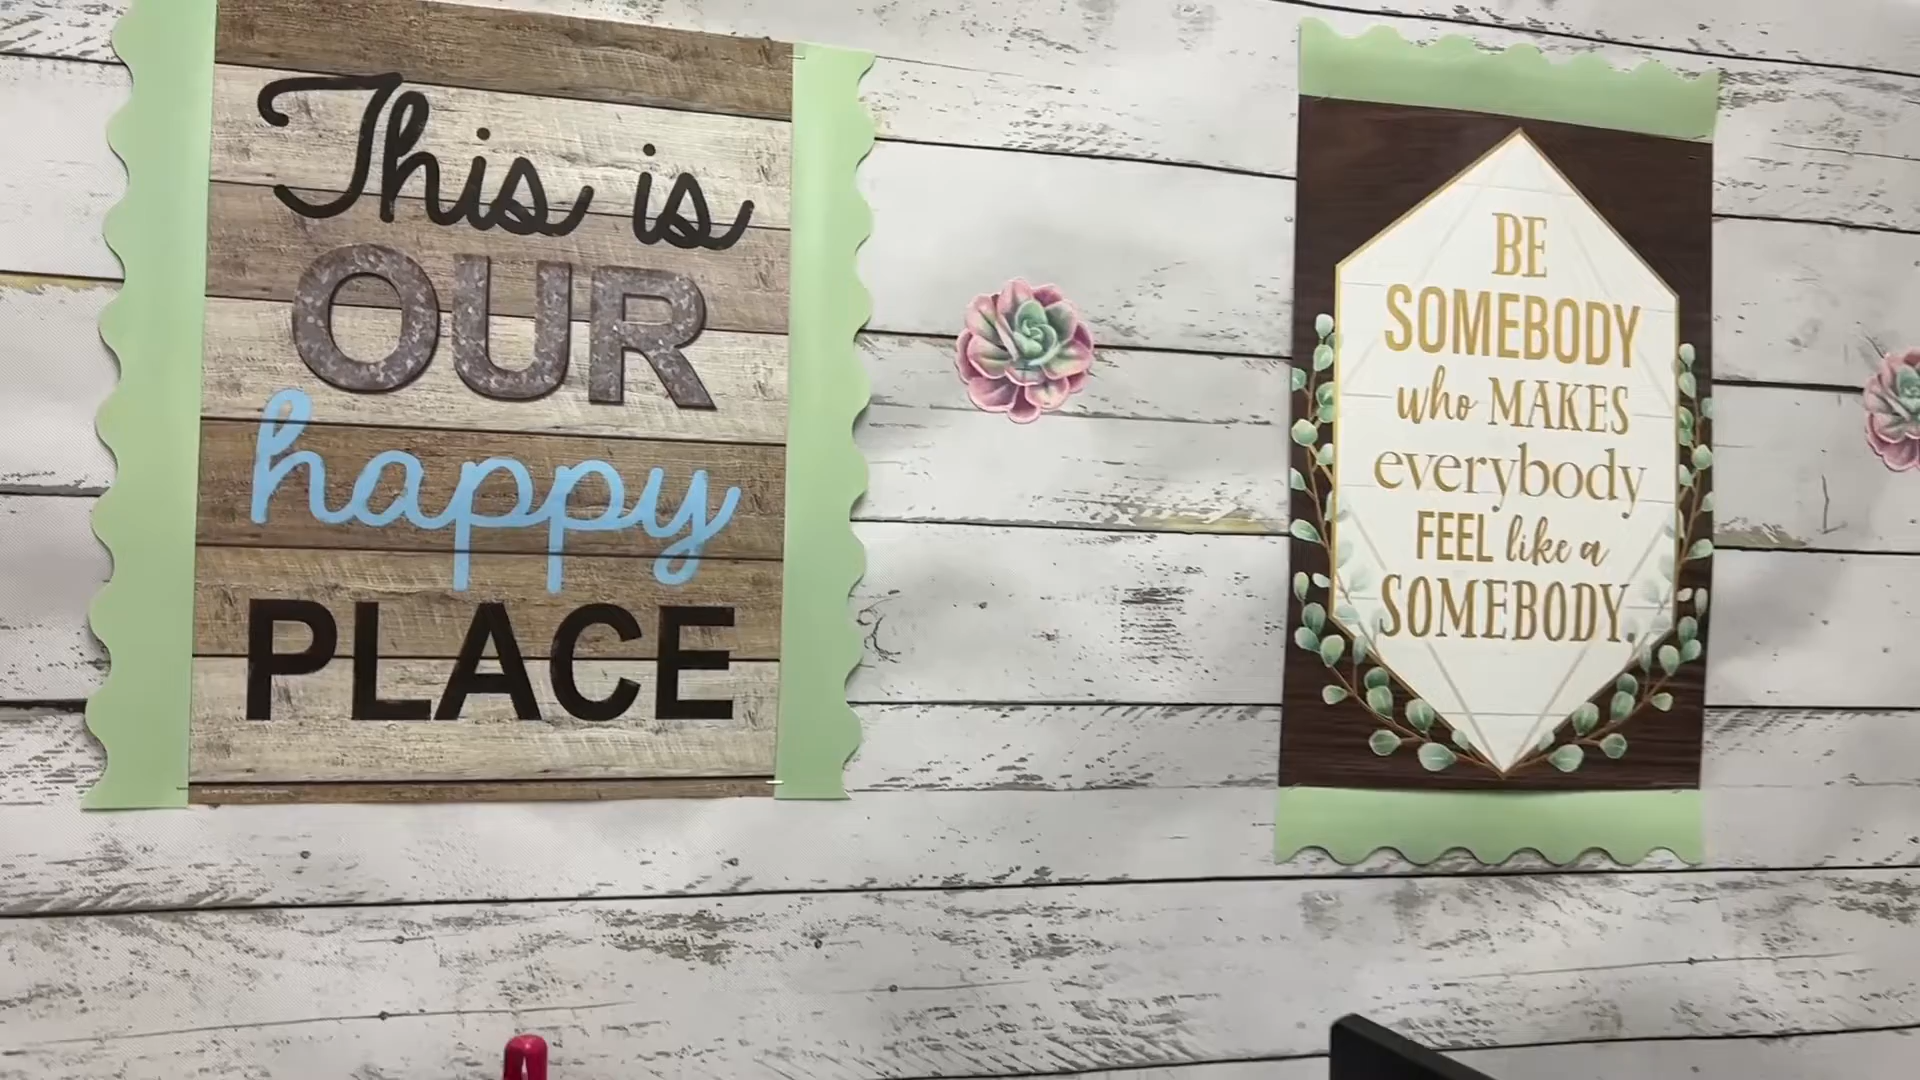 This is
OUR
happy
PLACE
BE
SOMEBODY
who MAKES
everybody
FEEL like a
SOMEBODY.